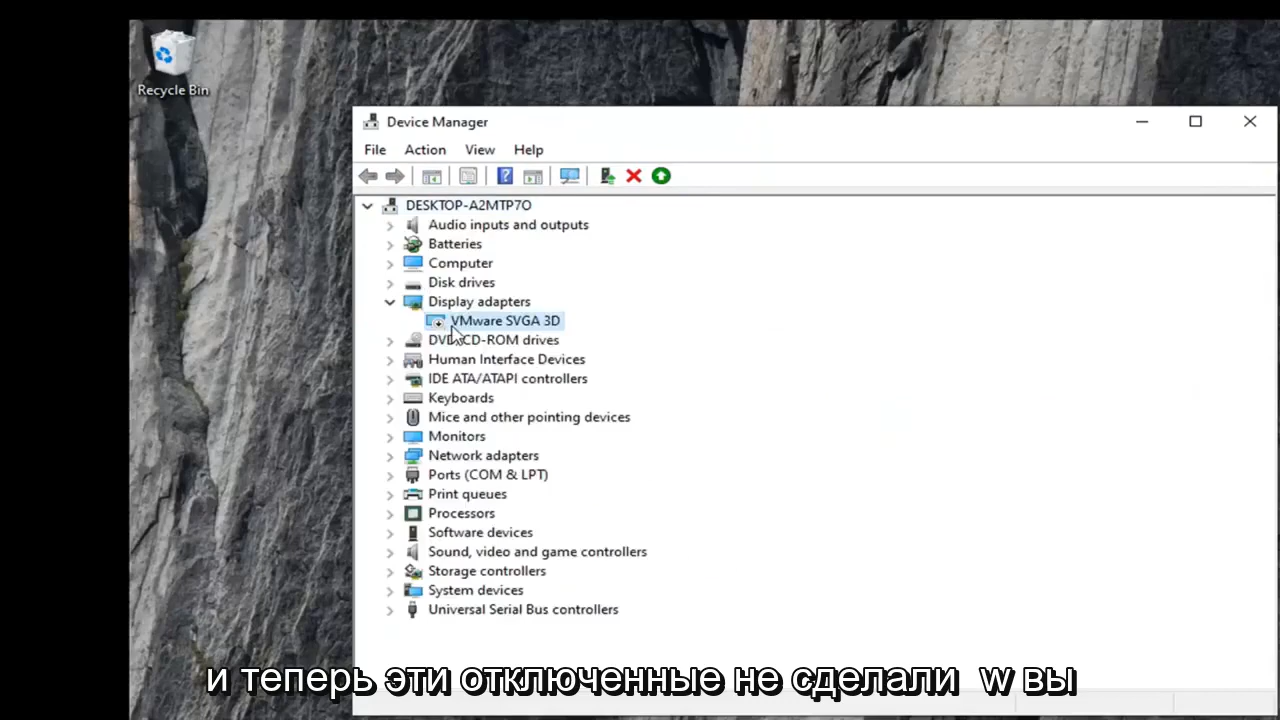 Recycle Bin
Device Manager
File Action View Help
DESKTOP-A2MTP7O
Audio inputs and outputs
Batteries
Computer
Disk drives
Display adapters
VMware SVGA 3D
DVD/CD-ROM drives
Human Interface Devices
IDE ATA/ATAPI controllers
Keyboards
Mice and other pointing devices
Monitors
Network adapters
Ports (COM & LPT)
Print queues
Processors
Software devices
Sound, video and game controllers
Storage controllers
System devices
Universal Serial Bus controllers
и теперь эти отключенные не сделали w вы